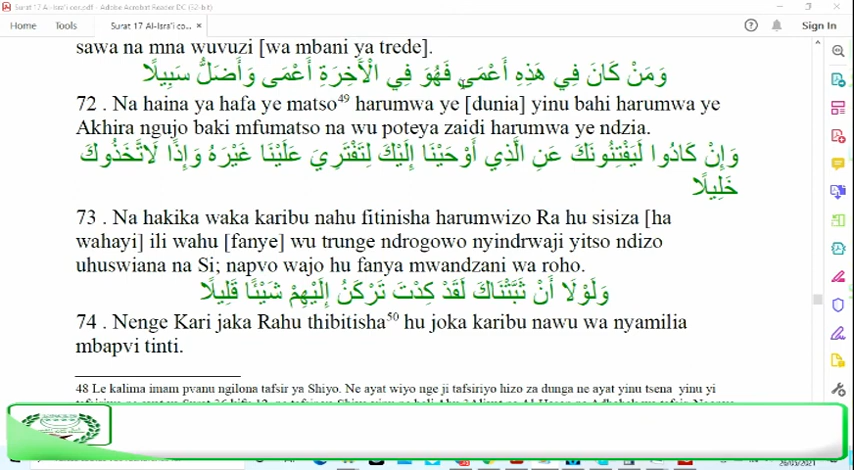 Surat 17 Al-Isra'i co...pdf - Adobe Acrobat Reader DC (32-bit)
Home Tools Surat 17 Al-Isra'i co... Sign In
sawa na mna wuvuzi [wa mbani ya trede].
وَمَنْ كَانَ فِي هَذِهِ أَعْمَى فَهُوَ فِي الْآخِرَةِ أَعْمَى وَأَضَلُّ سَبِيلًا
72 . Na haina ya hafa ye matso49 harumwa ye [dunia] yinu bahi harumwa ye
Akhira ngujo baki mfumatso na wu poteya zaidi harumwa ye ndzia.
وَإِنْ كَادُوا لَيَفْتِنُونَكَ عَنِ الَّذِي أَوْحَيْنَا إِلَيْكَ لِتَفْتَرِيَ عَلَيْنَا غَيْرَهُ وَإِذًا لَاتَّخَذُوكَ
خَلِيلًا
73 . Na hakika waka karibu nahu fitinisha harumwizo Ra hu sisiza [ha
wahayi] ili wahu [fanye] wu trunge ndrogowo nyindrwaji yitso ndizo
uhuswiana na Si; napvo wajo hu fanya mwandzani wa roho.
وَلَوْلَا أَنْ ثَبَّتْنَاكَ لَقَدْ كِدْتَ تَرْكَنُ إِلَيْهِمْ شَيْئًا قَلِيلًا
74 . Nenge Kari jaka Rahu thibitisha50 hu joka karibu nawu wa nyamilia
mbapvi tinti.
48 Le kalima imam pvanu ngilona tafsir ya Shiyo. Ne ayat wiyo nge ji tafsiriyo hizo za dunga ne ayat yinu tsena yinu yi
26/03/2021